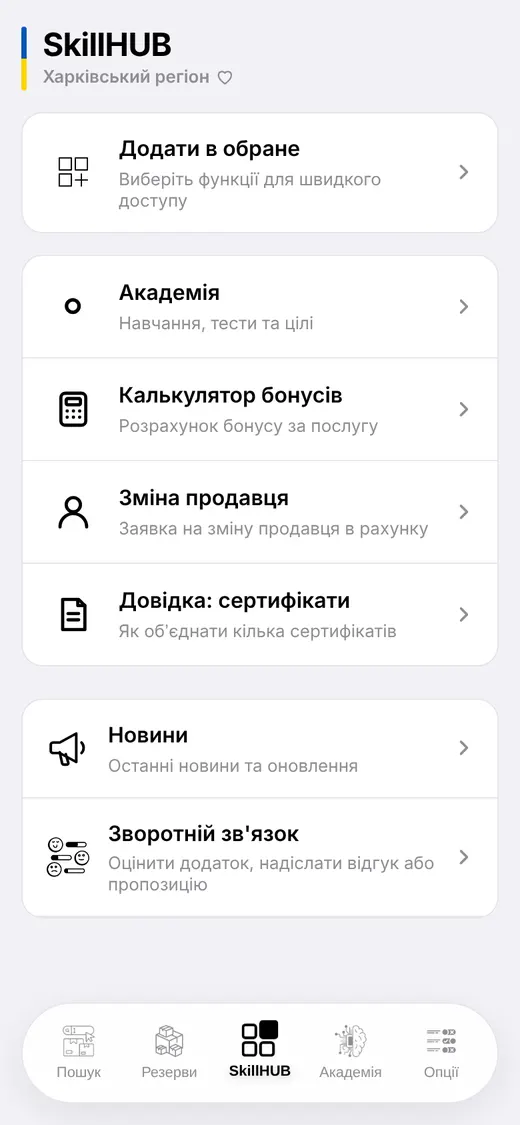 SkillHUB
Харківський регіон
Додати в обране
Виберіть функції для швидкого
доступу
Академія
Навчання, тести та цілі
Калькулятор бонусів
Розрахунок бонусу за послугу
Зміна продавця
Заявка на зміну продавця в рахунку
Довідка: сертифікати
Як об'єднати кілька сертифікатів
Новини
Останні новини та оновлення
Зворотній зв'язок
Оцінити додаток, надіслати відгук або
пропозицію
Пошук
Резерви
SkillHUB
Академія
Опції